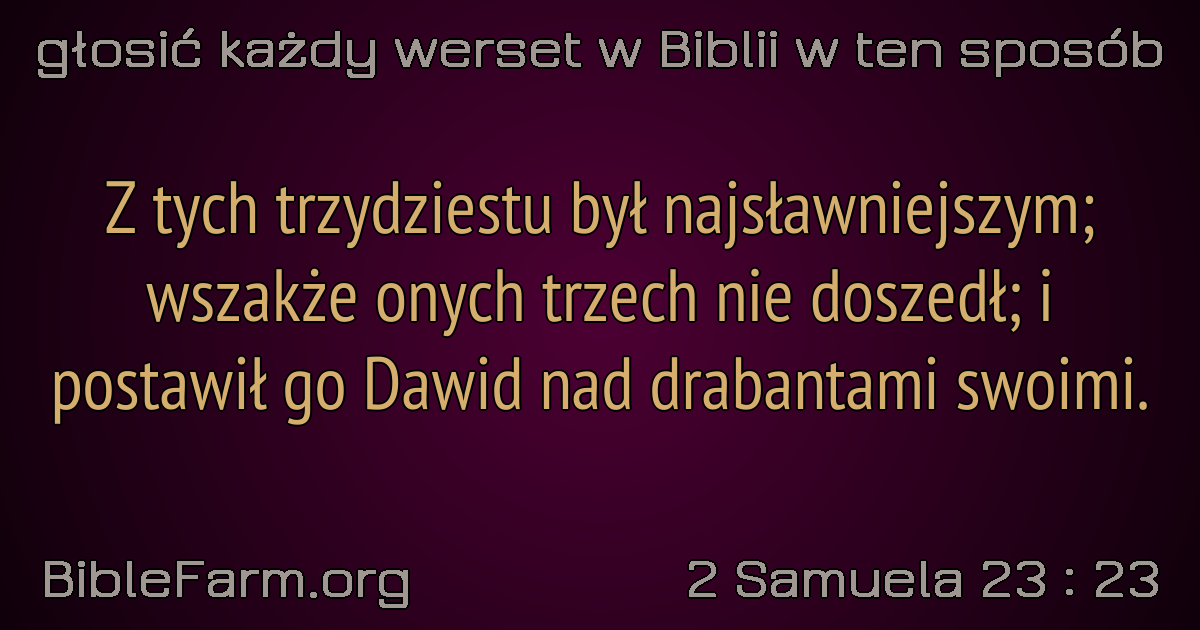 głosić każdy werset w Biblii w ten sposób
Z tych trzydziestu był najsławniejszym;
wszakże onych trzech nie doszedł; i
postawił go Dawid nad drabantami swoimi.
BibleFarm.org
2 Samuela 23 : 23